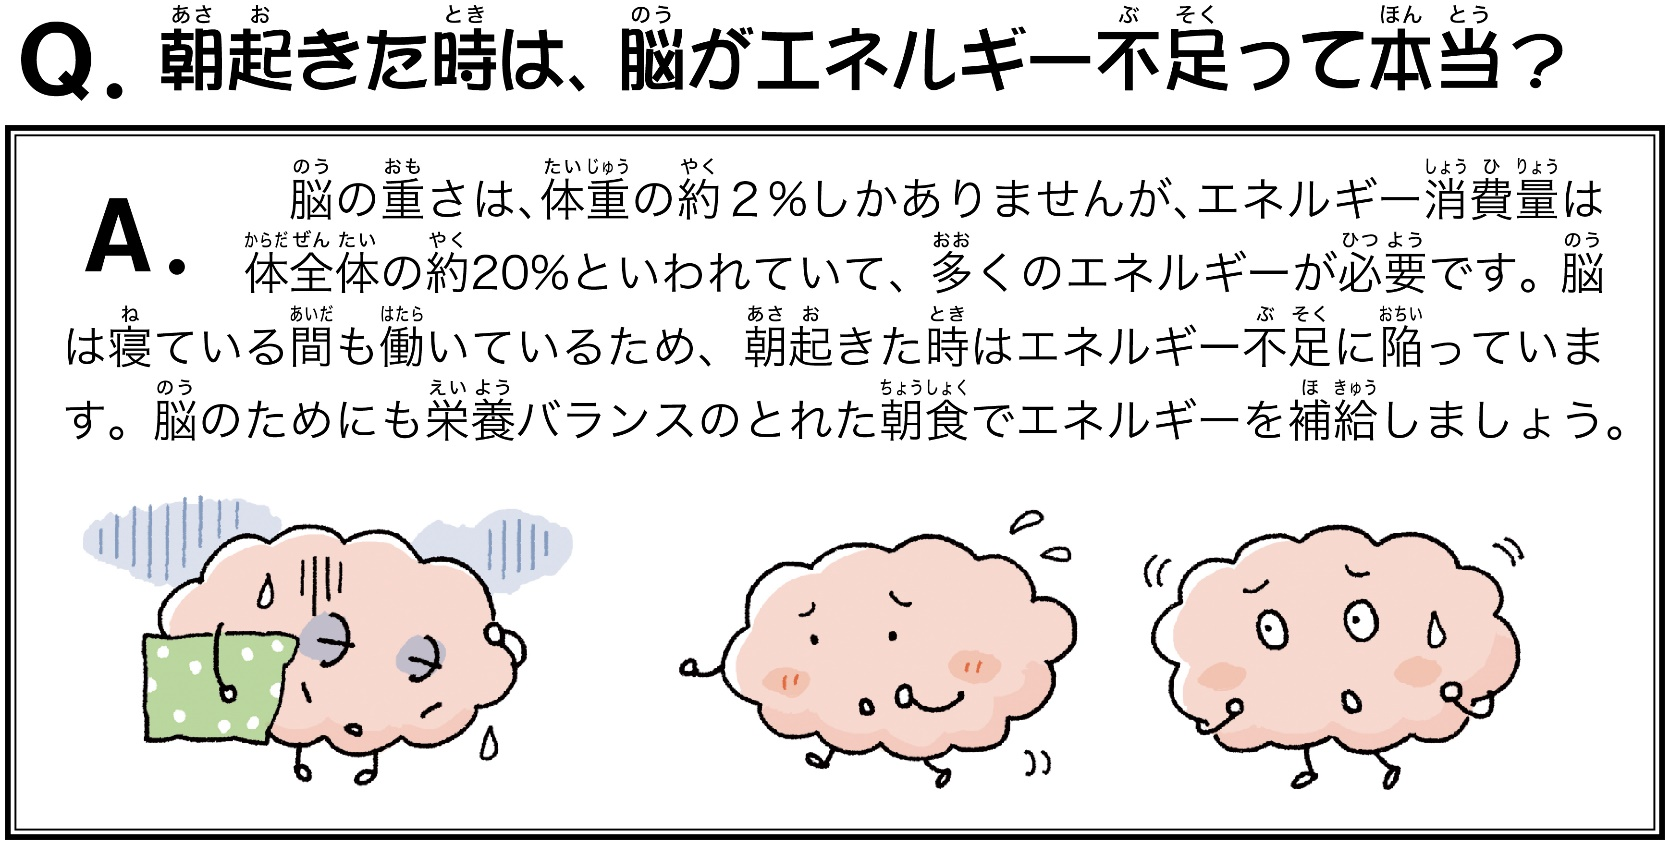 Q. 朝起きた時は、脳がエネルギー不足って本当？
A. 脳の重さは、体重の約２％しかありませんが、エネルギー消費量は
体全体の約20%といわれていて、多くのエネルギーが必要です。脳
は寝ている間も働いているため、朝起きた時はエネルギー不足に陥っていま
す。脳のためにも栄養バランスのとれた朝食でエネルギーを補給しましょう。